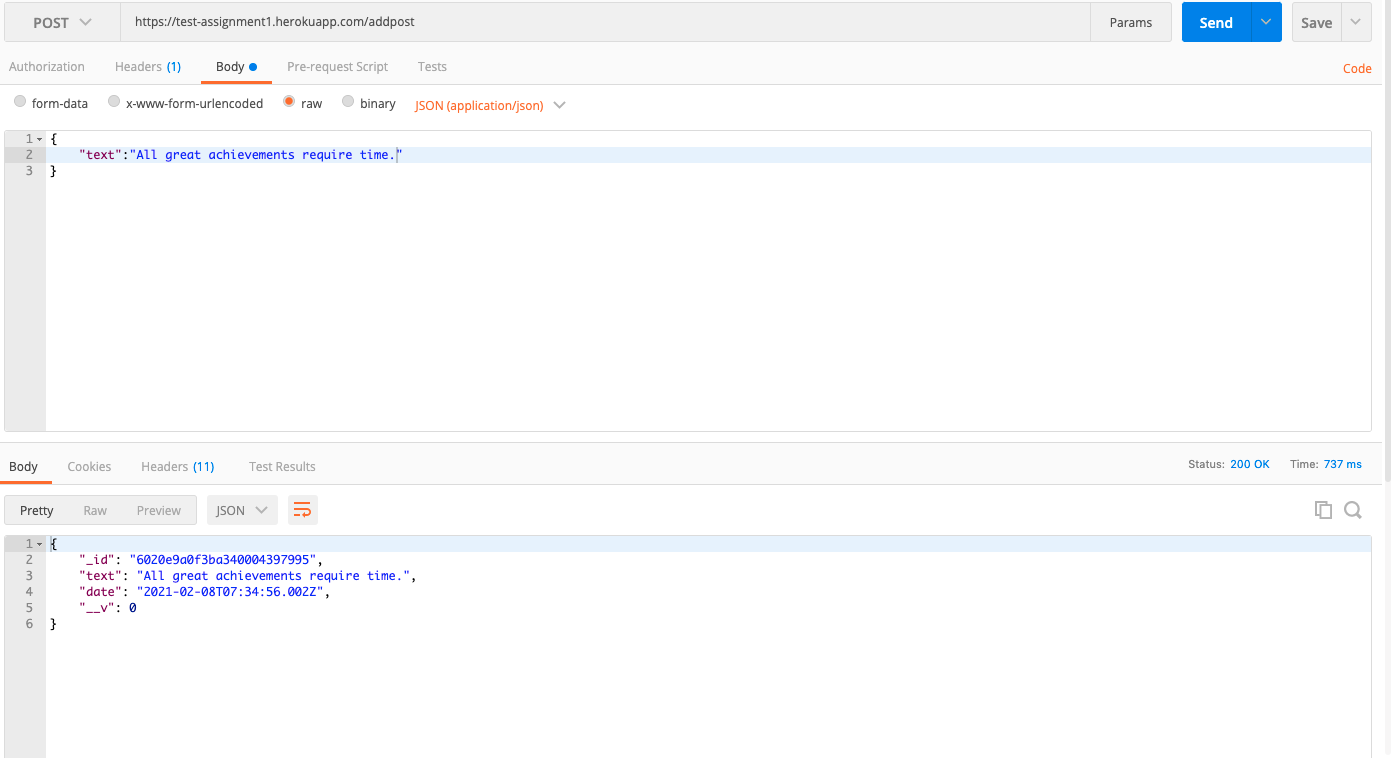 POST https://test-assignment1.herokuapp.com/addpost Params Send Save
Authorization Headers (1) Body Pre-request Script Tests Code
form-data x-www-form-urlencoded raw binary JSON (application/json)
1 {
2 "text":"All great achievements require time."
3 }
Body Cookies Headers (11) Test Results Status: 200 OK Time: 737 ms
Pretty Raw Preview JSON
1 {
2 "_id": "6020e9a0f3ba340004397995",
3 "text": "All great achievements require time.",
4 "date": "2021-02-08T07:34:56.002Z",
5 "__v": 0
6 }